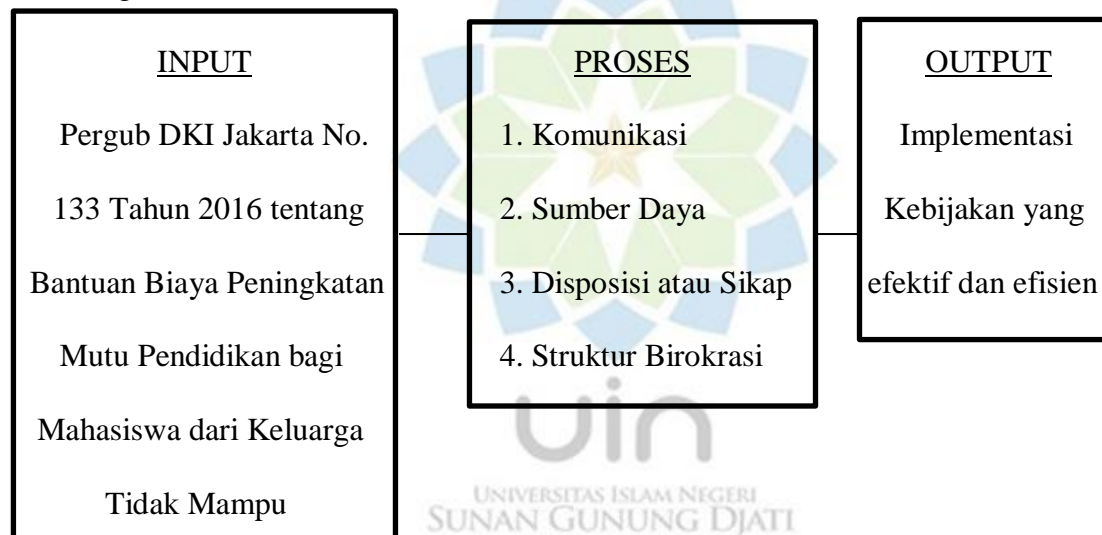 INPUT
Pergub DKI Jakarta No.
133 Tahun 2016 tentang
Bantuan Biaya Peningkatan
Mutu Pendidikan bagi
Mahasiswa dari Keluarga
Tidak Mampu
PROSES
1. Komunikasi
2. Sumber Daya
3. Disposisi atau Sikap
4. Struktur Birokrasi
OUTPUT
Implementasi
Kebijakan yang
efektif dan efisien
uin
UNIVERSITAS ISLAM NEGERI
SUNAN GUNUNG DJATI